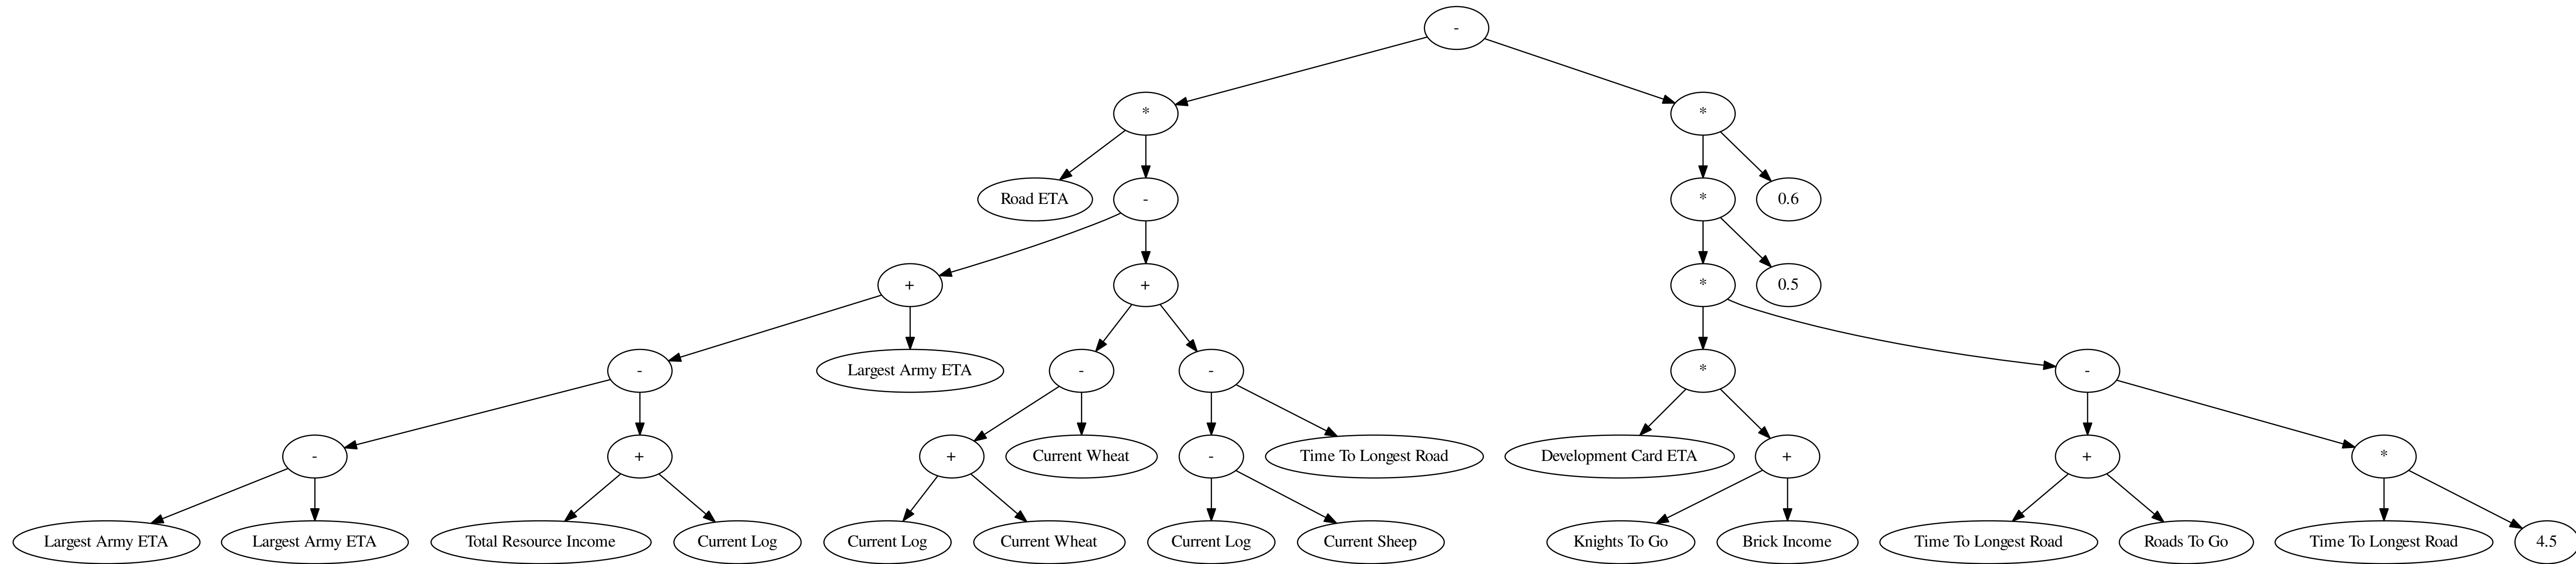 -
*
*
Road ETA
-
*
0.6
+
+
*
0.5
-
Largest Army ETA
-
-
*
-
-
+
+
Current Wheat
-
Time To Longest Road
Development Card ETA
+
+
*
Largest Army ETA
Largest Army ETA
Total Resource Income
Current Log
Current Log
Current Wheat
Current Log
Current Sheep
Knights To Go
Brick Income
Time To Longest Road
Roads To Go
Time To Longest Road
4.5